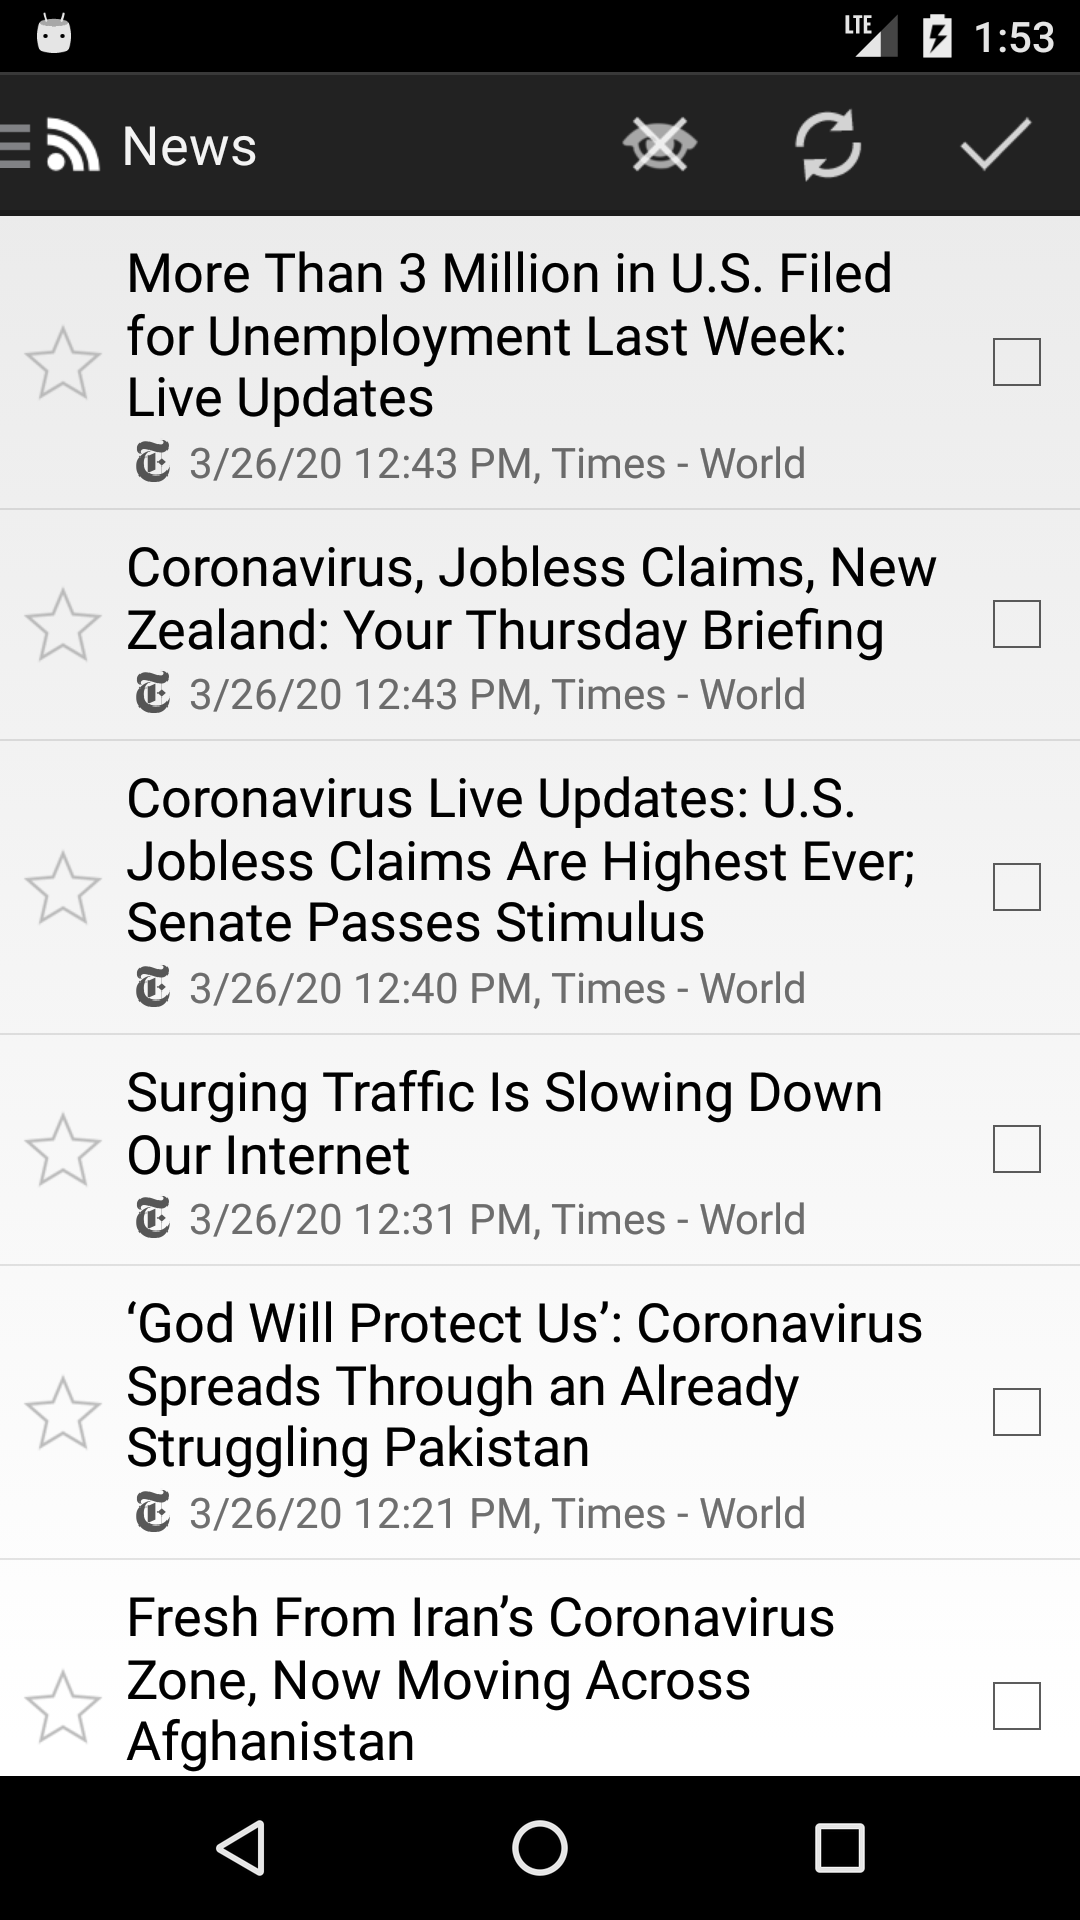 LTE 1:53
News
More Than 3 Million in U.S. Filed
for Unemployment Last Week:
Live Updates
3/26/20 12:43 PM, Times - World
Coronavirus, Jobless Claims, New
Zealand: Your Thursday Briefing
3/26/20 12:43 PM, Times - World
Coronavirus Live Updates: U.S.
Jobless Claims Are Highest Ever;
Senate Passes Stimulus
3/26/20 12:40 PM, Times - World
Surging Traffic Is Slowing Down
Our Internet
3/26/20 12:31 PM, Times - World
‘God Will Protect Us’: Coronavirus
Spreads Through an Already
Struggling Pakistan
3/26/20 12:21 PM, Times - World
Fresh From Iran’s Coronavirus
Zone, Now Moving Across
Afghanistan